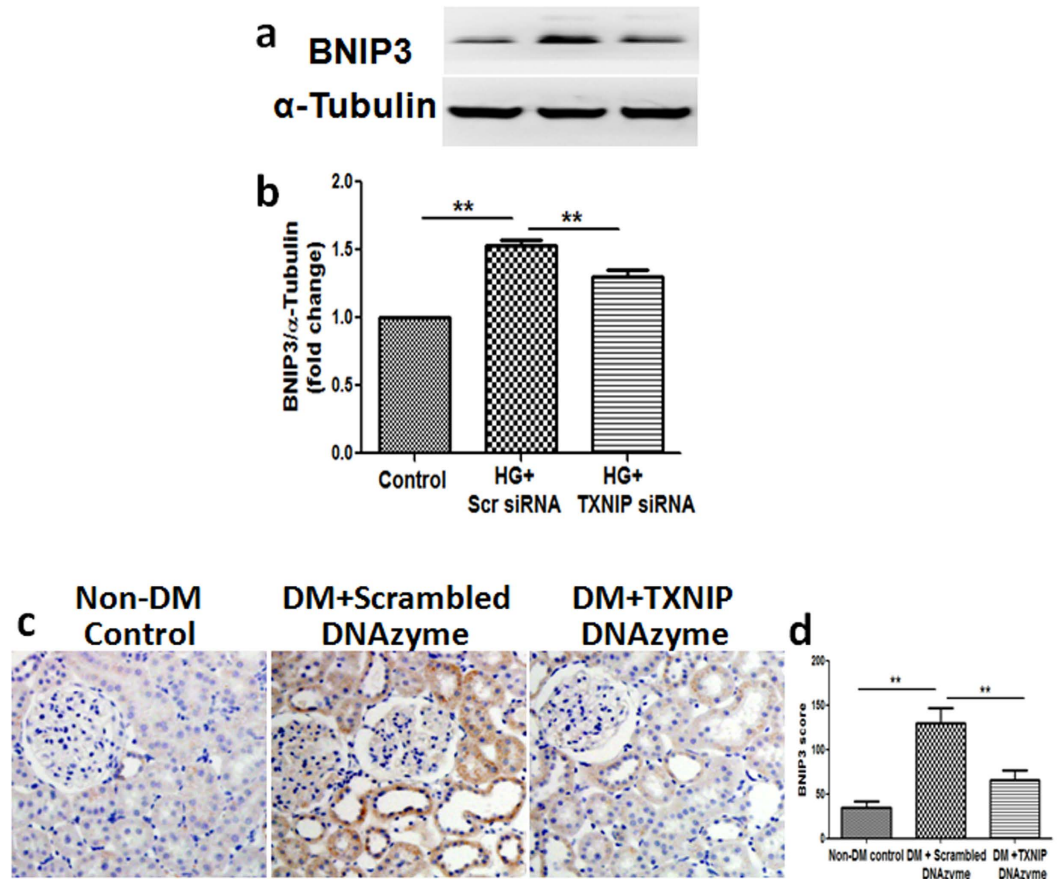 a
BNIP3
α-Tubulin
b
BNIP3/α-Tubulin
(fold change)
2.0
1.5
1.0
0.5
0.0
**
**
Control
HG+
Scr siRNA
HG+
TXNIP siRNA
c
Non-DM
Control
DM+Scrambled
DNAzyme
DM+TXNIP
DNAzyme
d
BNIP3 score
200
150
100
50
0
**
**
Non-DM control
DM + Scrambled
DNAzyme
DM +TXNIP
DNAzyme